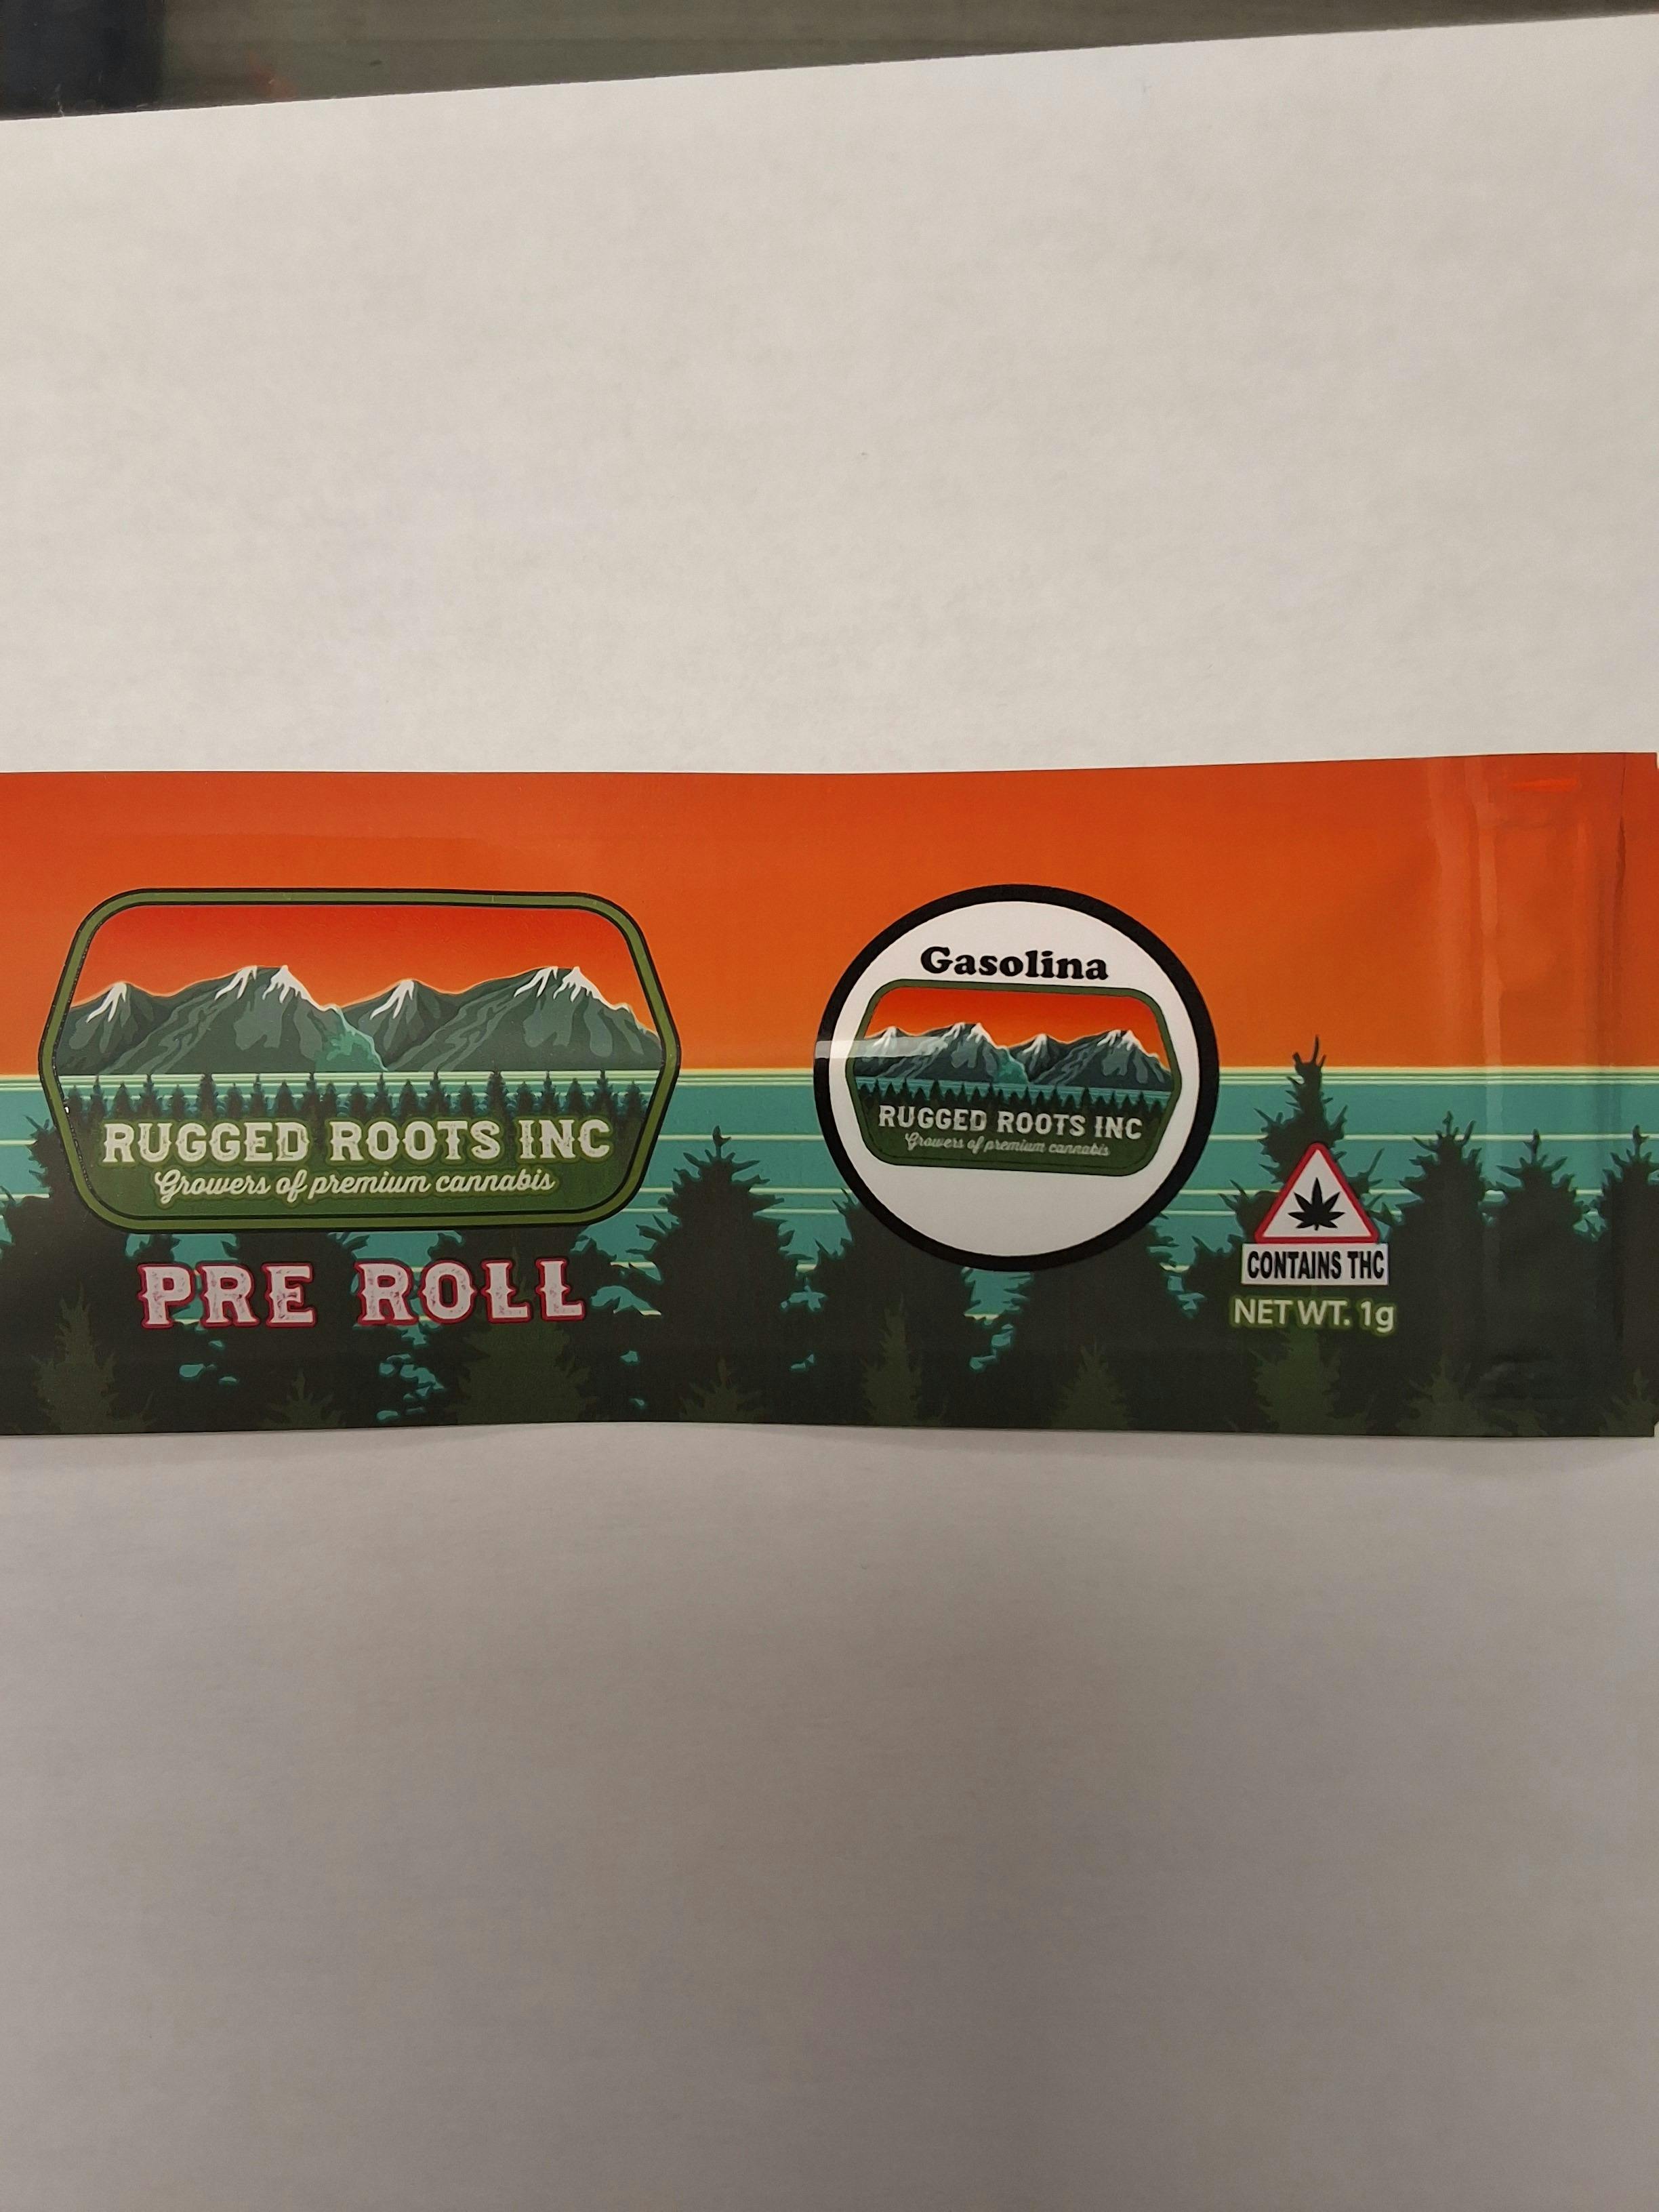 RUGGED ROOTS INC
Growers of premium cannabis
PRE ROLL
Gasolina
RUGGED ROOTS INC
Growers of premium cannabis
CONTAINS THC
NET WT. 1g